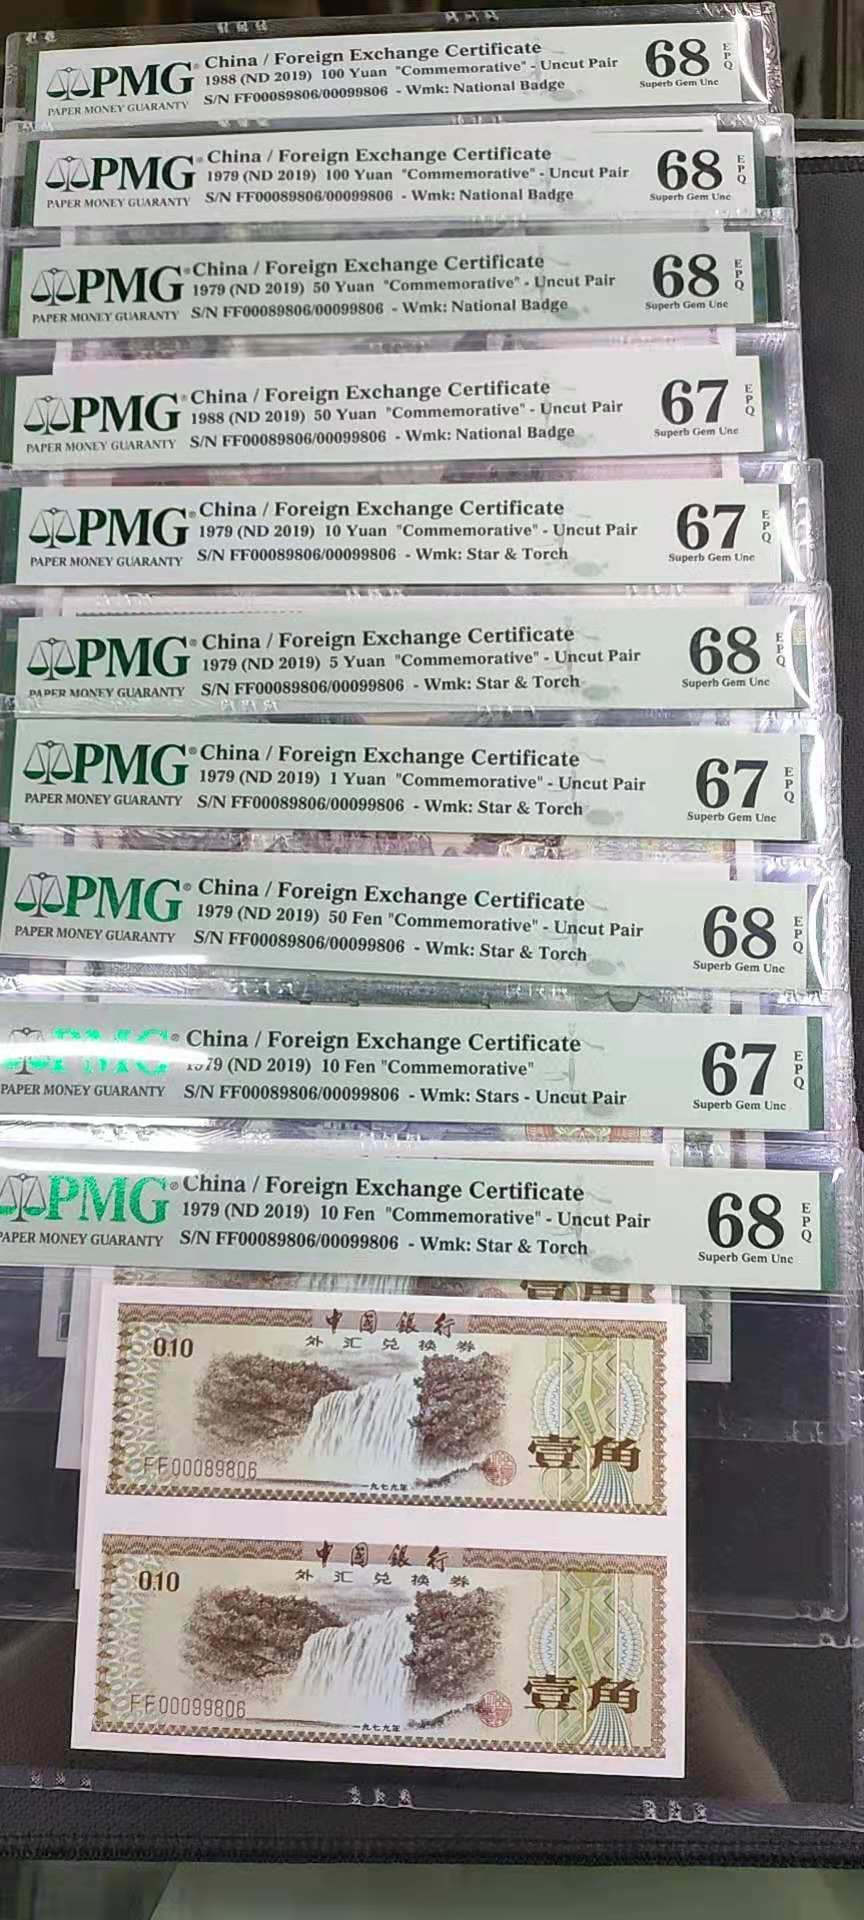 PMG
PAPER MONEY GUARANTY
China / Foreign Exchange Certificate
1988 (ND 2019) 100 Yuan "Commemorative" - Uncut Pair
S/N FF00089806/00099806 - Wmk: National Badge
68 EPQ
Superb Gem Unc
PMG
PAPER MONEY GUARANTY
China / Foreign Exchange Certificate
1979 (ND 2019) 100 Yuan "Commemorative" - Uncut Pair
S/N FF00089806/00099806 - Wmk: National Badge
68 EPQ
Superb Gem Unc
PMG
PAPER MONEY GUARANTY
China / Foreign Exchange Certificate
1979 (ND 2019) 50 Yuan "Commemorative" - Uncut Pair
S/N FF00089806/00099806 - Wmk: National Badge
68 EPQ
Superb Gem Unc
PMG
PAPER MONEY GUARANTY
China / Foreign Exchange Certificate
1988 (ND 2019) 50 Yuan "Commemorative" - Uncut Pair
S/N FF00089806/00099806 - Wmk: National Badge
67 EPQ
Superb Gem Unc
PMG
PAPER MONEY GUARANTY
China / Foreign Exchange Certificate
1979 (ND 2019) 10 Yuan "Commemorative" - Uncut Pair
S/N FF00089806/00099806 - Wmk: Star & Torch
67 EPQ
Superb Gem Unc
PMG
PAPER MONEY GUARANTY
China / Foreign Exchange Certificate
1979 (ND 2019) 5 Yuan "Commemorative" - Uncut Pair
S/N FF00089806/00099806 - Wmk: Star & Torch
68 EPQ
Superb Gem Unc
PMG
PAPER MONEY GUARANTY
China / Foreign Exchange Certificate
1979 (ND 2019) 1 Yuan "Commemorative" - Uncut Pair
S/N FF00089806/00099806 - Wmk: Star & Torch
67 EPQ
Superb Gem Unc
PMG
PAPER MONEY GUARANTY
China / Foreign Exchange Certificate
1979 (ND 2019) 50 Fen "Commemorative" - Uncut Pair
S/N FF00089806/00099806 - Wmk: Star & Torch
68 EPQ
Superb Gem Unc
PMG
PAPER MONEY GUARANTY
China / Foreign Exchange Certificate
1979 (ND 2019) 10 Fen "Commemorative"
S/N FF00089806/00099806 - Wmk: Stars - Uncut Pair
67 EPQ
Superb Gem Unc
PMG
PAPER MONEY GUARANTY
China / Foreign Exchange Certificate
1979 (ND 2019) 10 Fen "Commemorative" - Uncut Pair
S/N FF00089806/00099806 - Wmk: Star & Torch
68 EPQ
Superb Gem Unc
壹角
中国银行
外汇兑换券
0.10
壹角
FF00089806
一九七九年
中国银行
外汇兑换券
0.10
壹角
FF00099806
一九七九年